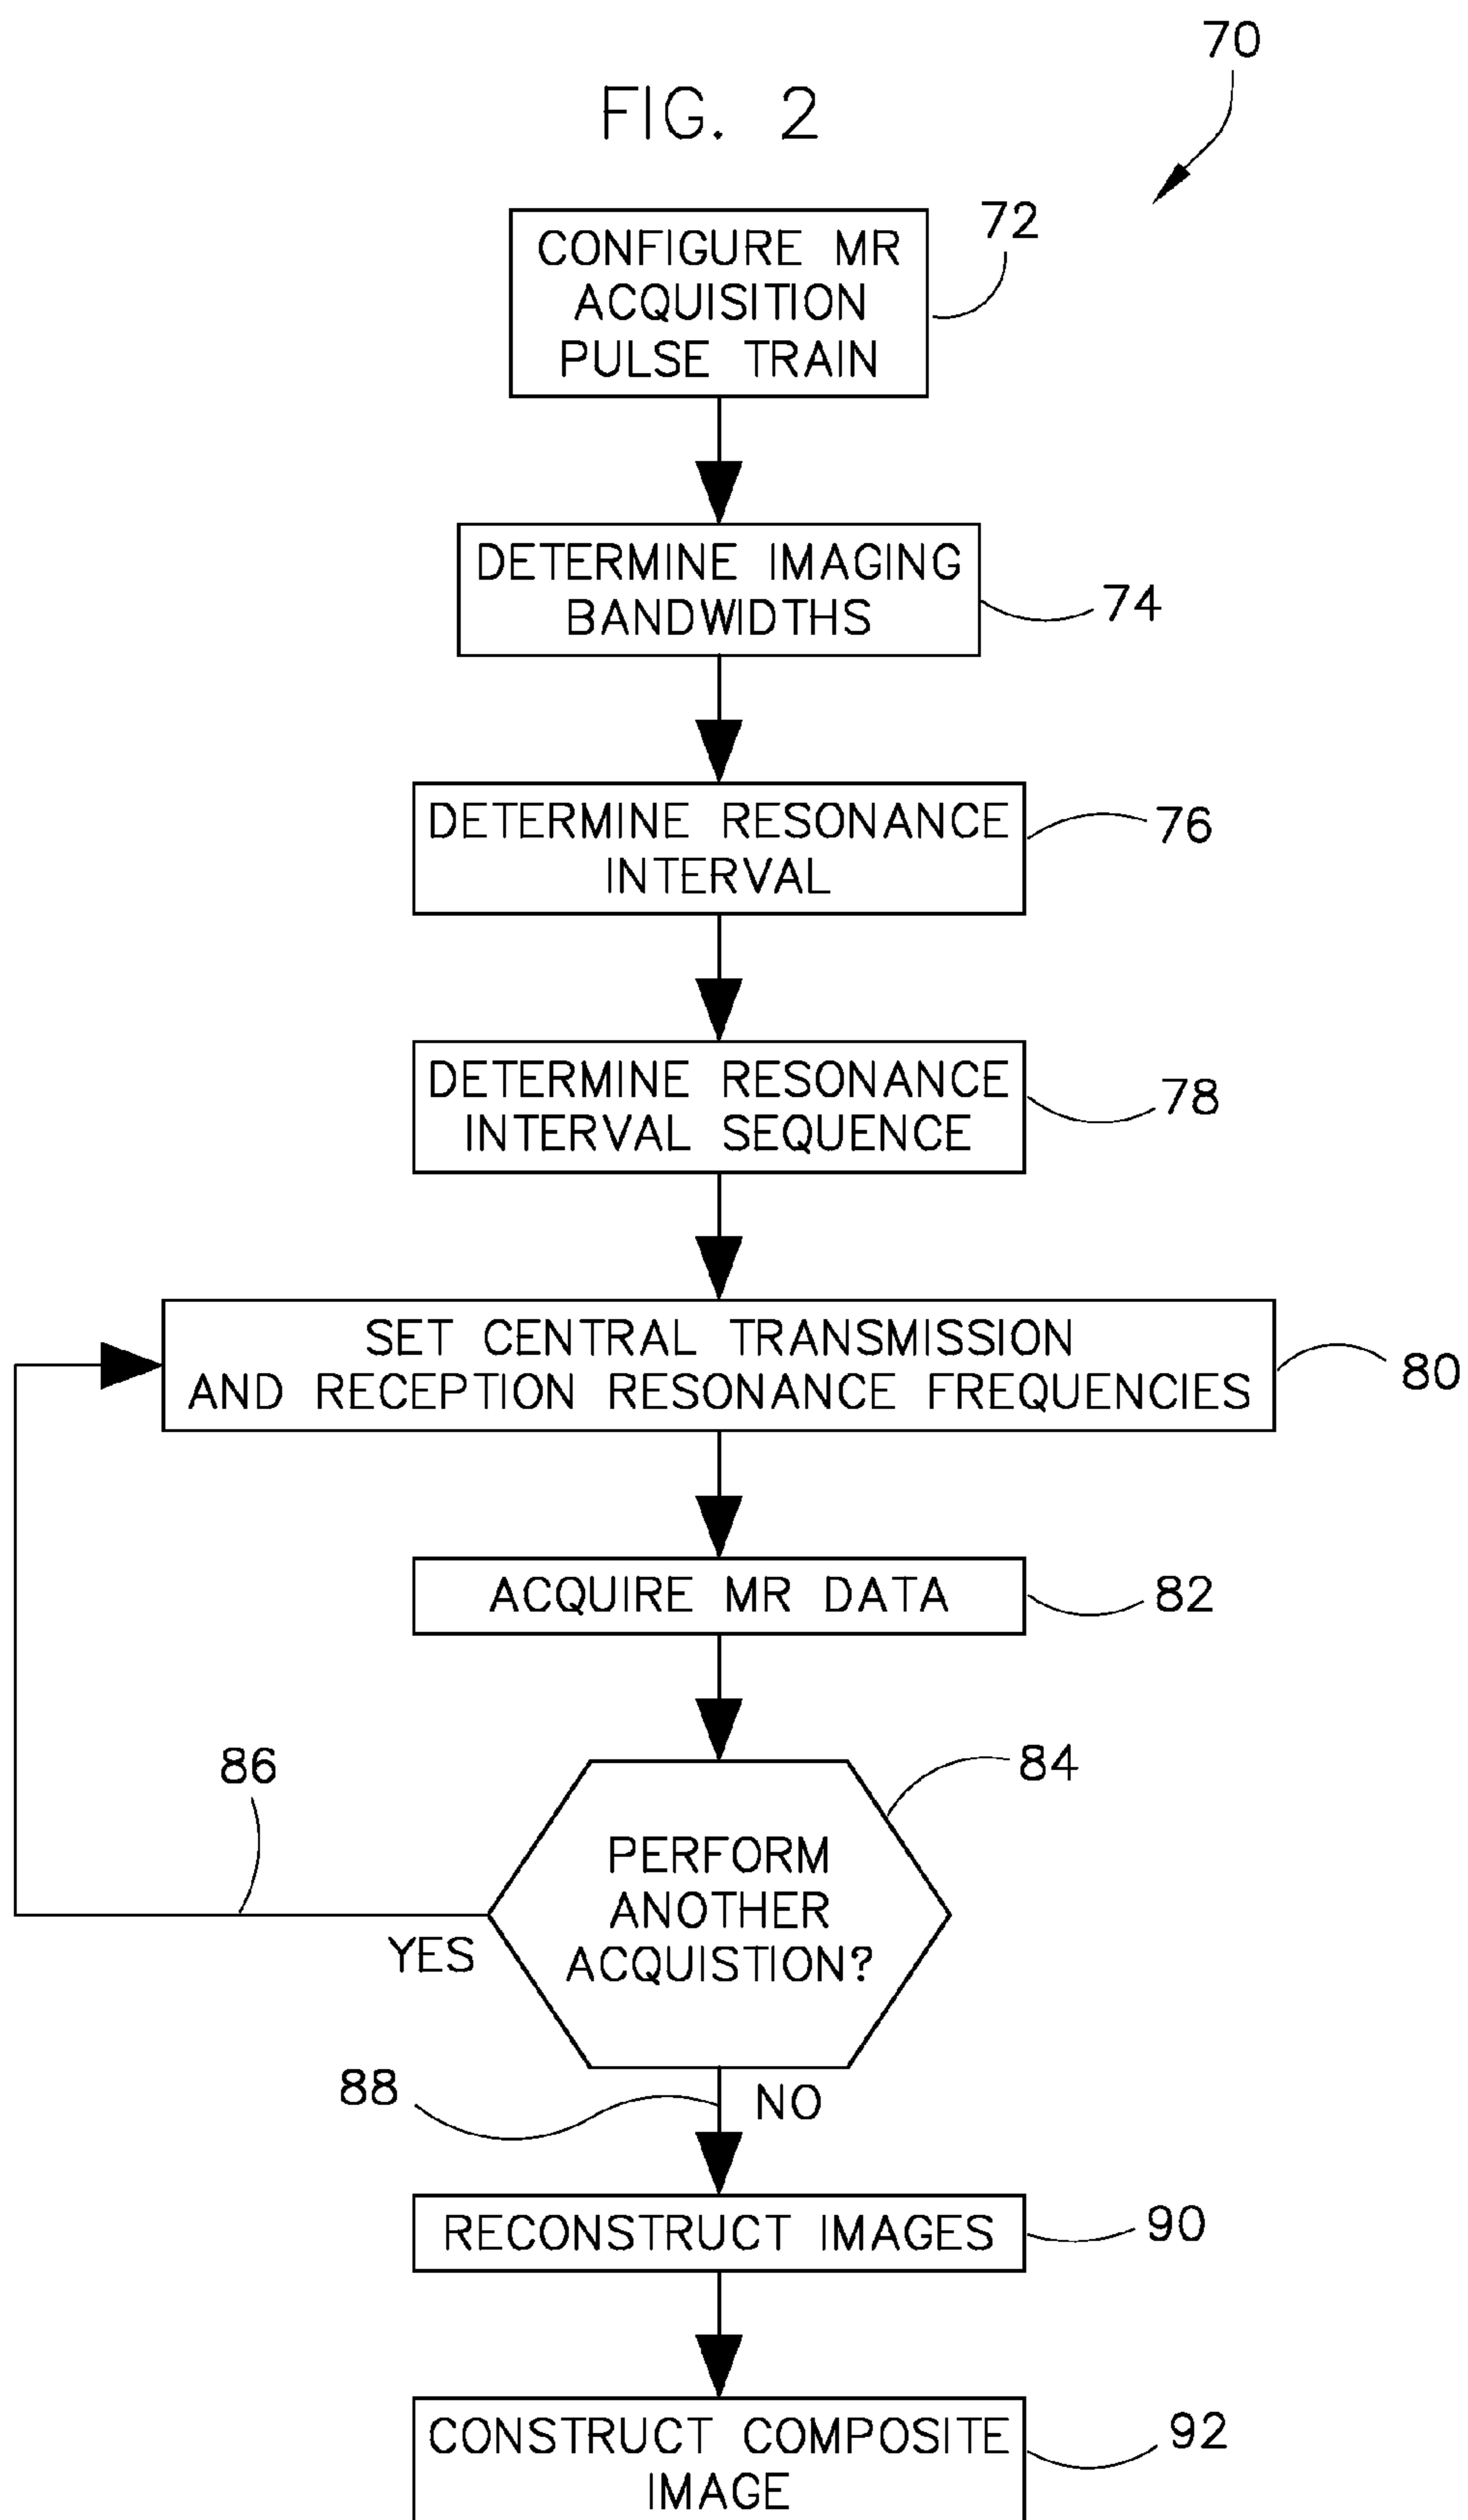 70
FIG. 2
72
CONFIGURE MR
ACQUISITION
PULSE TRAIN
DETERMINE IMAGING
BANDWIDTHS
74
DETERMINE RESONANCE
INTERVAL
76
DETERMINE RESONANCE
INTERVAL SEQUENCE
78
SET CENTRAL TRANSMISSION
AND RECEPTION RESONANCE FREQUENCIES
80
ACQUIRE MR DATA
82
86
84
PERFORM
ANOTHER
ACQUISTION?
YES
88
NO
RECONSTRUCT IMAGES
90
CONSTRUCT COMPOSITE
IMAGE
92